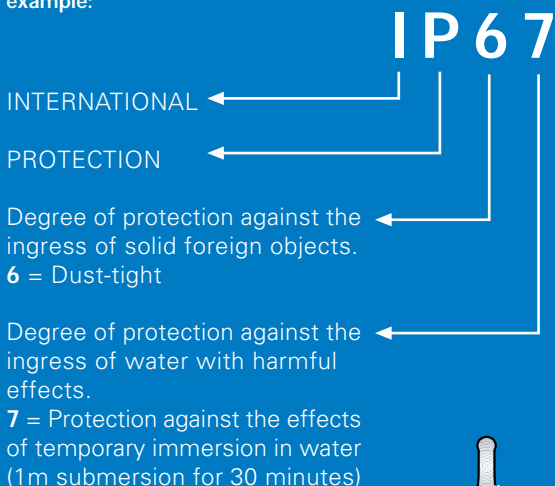 example:
IP67
INTERNATIONAL
PROTECTION
Degree of protection against the
ingress of solid foreign objects.
6 = Dust-tight
Degree of protection against the
ingress of water with harmful
effects.
7 = Protection against the effects
of temporary immersion in water
(1m submersion for 30 minutes)